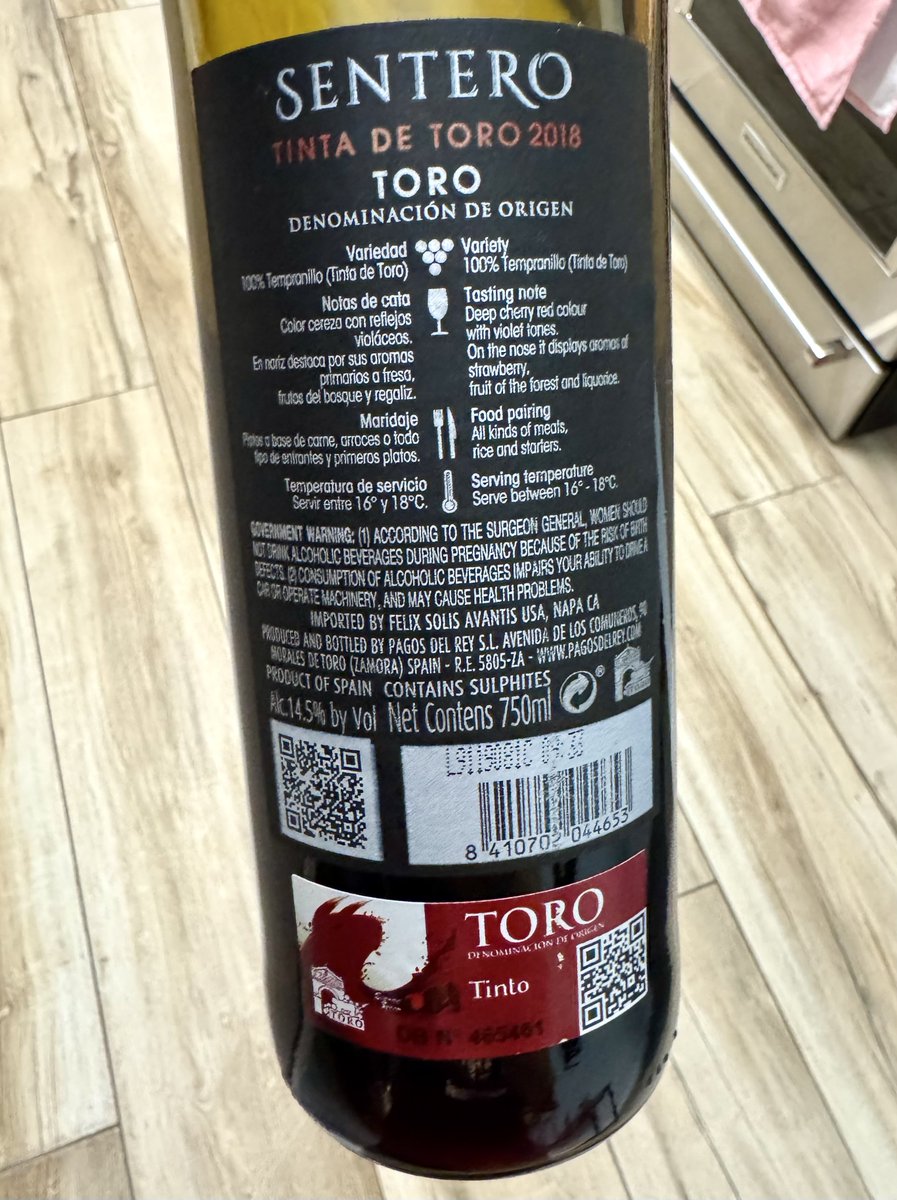 SENTERO
TINTA DE TORO 2018
TORO
DENOMINACIÓN DE ORIGEN
Variedad
100% Tempranillo (Tinta de Toro)
Variety
100% Tempranillo (Tinta de Toro)
Notas de cata
Color cereza con reflejos
violáceos.
En nariz destaca por sus aromas
primarios a fresa,
frutos del bosque y regaliz.
Tasting note
Deep cherry red colour
with violet tones.
On the nose it displays aromas of
strawberry,
fruit of the forest and liquorice.
Maridaje
Platos a base de carne, arroces o todo
tipo de entrantes y primeros platos.
Food pairing
All kinds of meats,
rice and starters.
Temperatura de servicio
Servir entre 16° y 18°C.
Serving temperature
Serve between 16° - 18°C.
GOVERNMENT WARNING: (1) ACCORDING TO THE SURGEON GENERAL, WOMEN SHOULD
NOT DRINK ALCOHOLIC BEVERAGES DURING PREGNANCY BECAUSE OF THE RISK OF BIRTH
DEFECTS. (2) CONSUMPTION OF ALCOHOLIC BEVERAGES IMPAIRS YOUR ABILITY TO DRIVE A
CAR OR OPERATE MACHINERY, AND MAY CAUSE HEALTH PROBLEMS.
IMPORTED BY FELIX SOLIS AVANTIS USA, NAPA CA
PRODUCED AND BOTTLED BY PAGOS DEL REY S.L. AVENIDA DE LOS COMUNEROS, 90
MORALES DE TORO (ZAMORA) SPAIN - R.E. 5805-ZA - WWW.PAGOSDELREY.COM
PRODUCT OF SPAIN CONTAINS SULPHITES
Alc.14.5% by Vol Net Contens 750ml
8 410702 044653
TORO
DENOMINACIÓN DE ORIGEN
Tinto
TORO